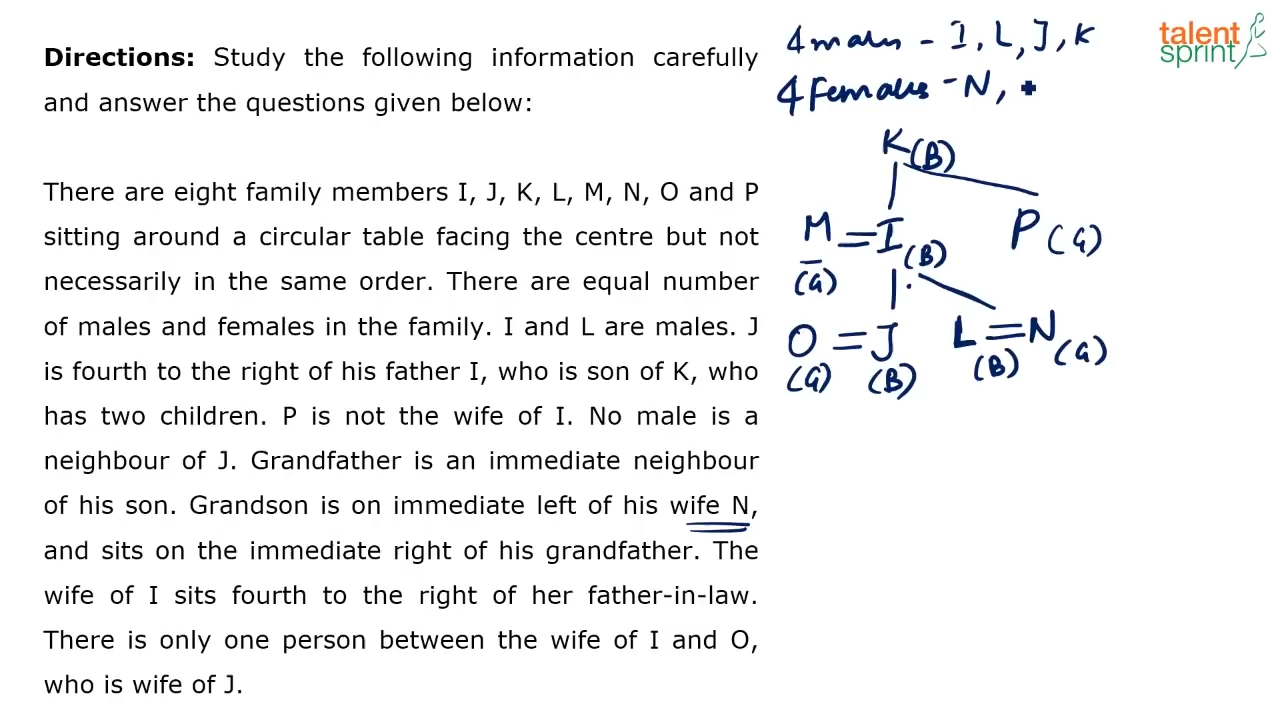 Directions: Study the following information carefully
and answer the questions given below:
There are eight family members I, J, K, L, M, N, O and P
sitting around a circular table facing the centre but not
necessarily in the same order. There are equal number
of males and females in the family. I and L are males. J
is fourth to the right of his father I, who is son of K, who
has two children. P is not the wife of I. No male is a
neighbour of J. Grandfather is an immediate neighbour
of his son. Grandson is on immediate left of his wife N,
and sits on the immediate right of his grandfather. The
wife of I sits fourth to the right of her father-in-law.
There is only one person between the wife of I and O,
who is wife of J.
talent
sprint
4 males - I, L, J, K
4 Females - N,
K (B)
M = I P (G)
(G) (B)
O = J L = N
(G) (B) (B) (G)